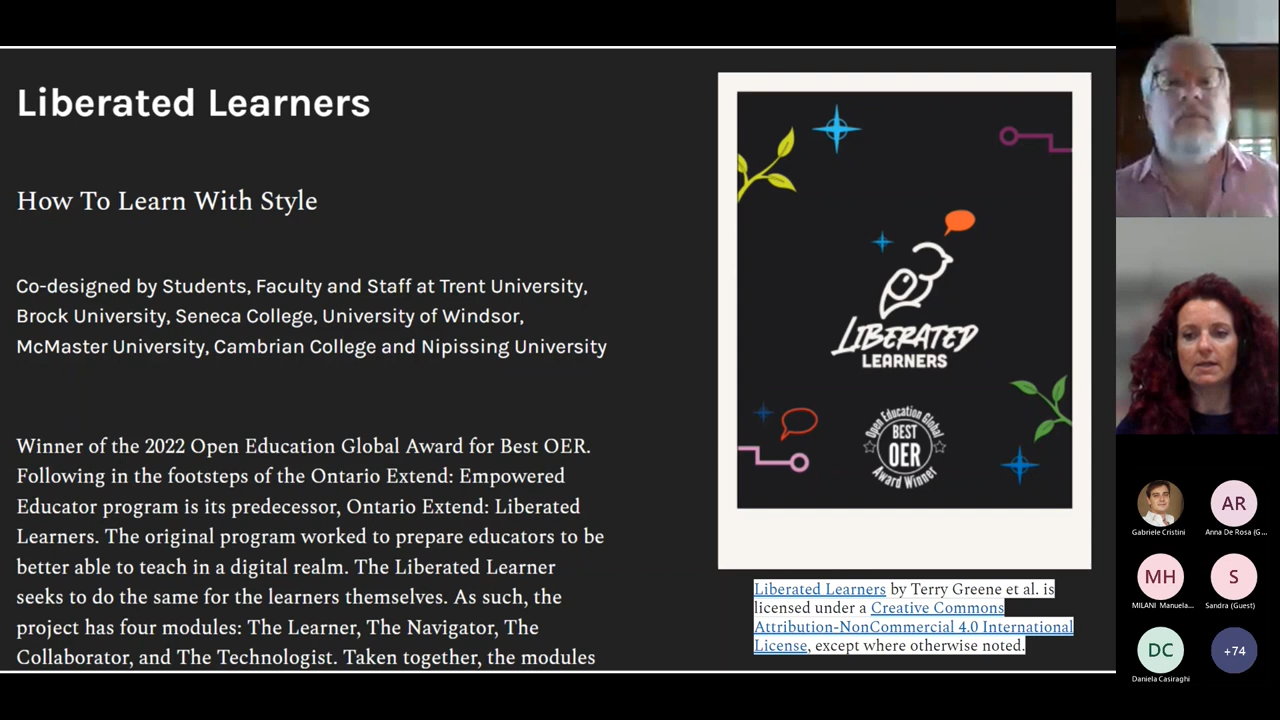 Liberated Learners
How To Learn With Style
Co-designed by Students, Faculty and Staff at Trent University,
Brock University, Seneca College, University of Windsor,
McMaster University, Cambrian College and Nipissing University
Winner of the 2022 Open Education Global Award for Best OER.
Following in the footsteps of the Ontario Extend: Empowered
Educator program is its predecessor, Ontario Extend: Liberated
Learners. The original program worked to prepare educators to be
better able to teach in a digital realm. The Liberated Learner
seeks to do the same for the learners themselves. As such, the
project has four modules: The Learner, The Navigator, The
Collaborator, and The Technologist. Taken together, the modules
LIBERATED
LEARNERS
Open Education Global
BEST
OER
Award Winner
Liberated Learners by Terry Greene et al. is
licensed under a Creative Commons
Attribution-NonCommercial 4.0 International
License, except where otherwise noted.
Gabriele Cristini
AR
Anna De Rosa (G...
MH
MILANI Manuela...
S
Sandra (Guest)
DC
Daniela Casiraghi
+74